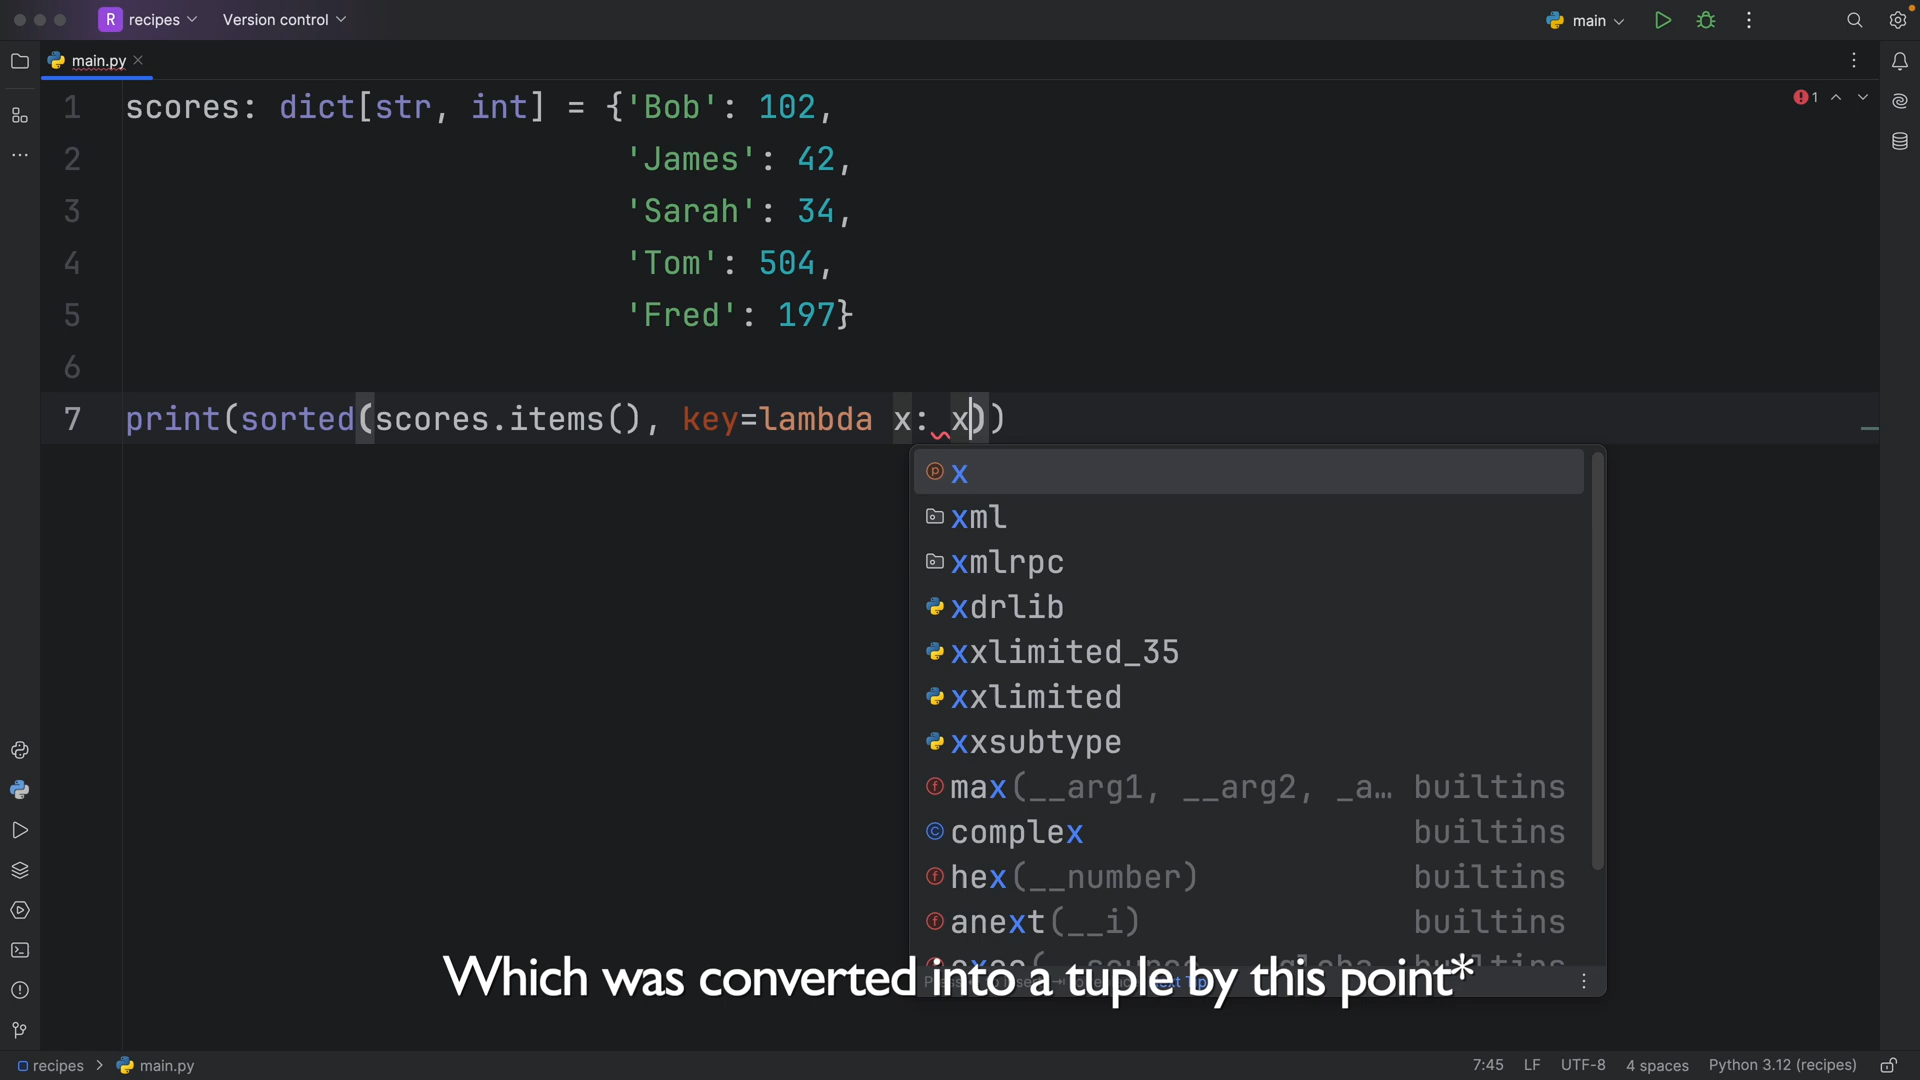 R recipes Version control main
main.py
1 scores: dict[str, int] = {'Bob': 102,
1
2 'James': 42,
3 'Sarah': 34,
4 'Tom': 504,
5 'Fred': 197}
6
7 print(sorted(scores.items(), key=lambda x: x))
x
xml
xmlrpc
xdrlib
xxlimited_35
xxlimited
xxsubtype
max(__arg1, __arg2, _a… builtins
complex builtins
hex(__number) builtins
anext(__i) builtins
Which was converted into a tuple by this point*
recipes > main.py 7:45 LF UTF-8 4 spaces Python 3.12 (recipes)